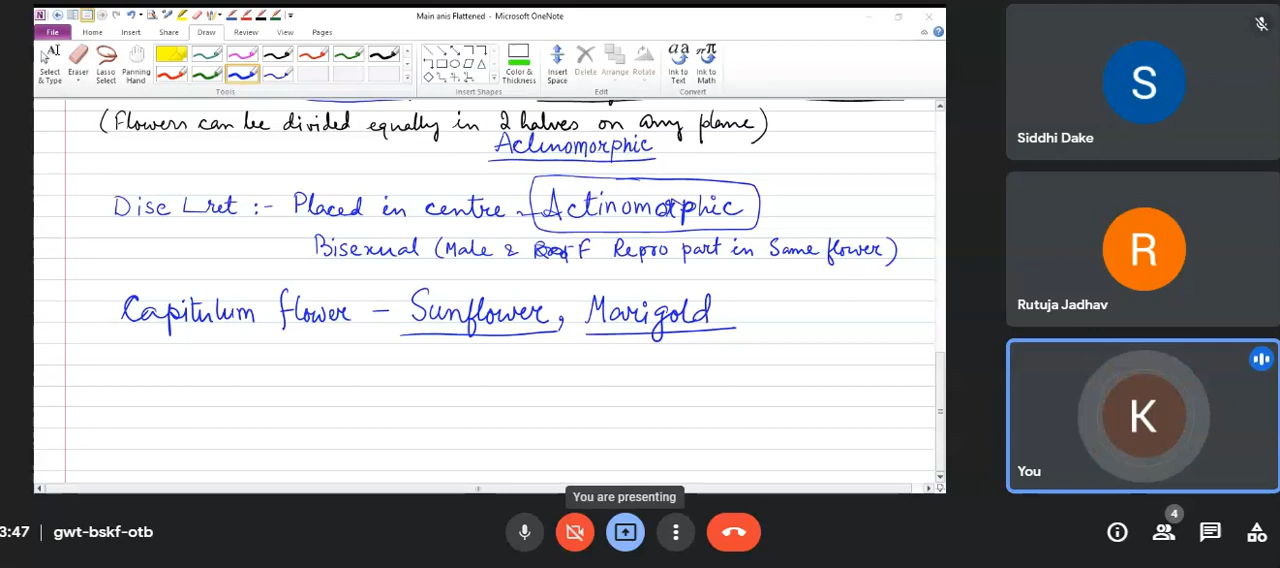 Main anis Flattened - Microsoft OneNote
File Home Insert Share Draw Review View Pages
Select & Type
Eraser
Lasso Select
Panning Hand
Color & Thickness
Insert Space
Delete
Arrange
Rotate
Ink to Text
Ink to Math
Tools
Insert Shapes
Edit
Convert
(Flowers can be divided equally in 2 halves on any plane)
Actinomorphic
Disc Lret :- Placed in centre - Actinomorphic
Bisexual (Male & F Repro part in Same flower)
Capitulum flower - Sunflower, Marigold
S
Siddhi Dake
R
Rutuja Jadhav
K
You
You are presenting
3:47 | gwt-bskf-otb
4